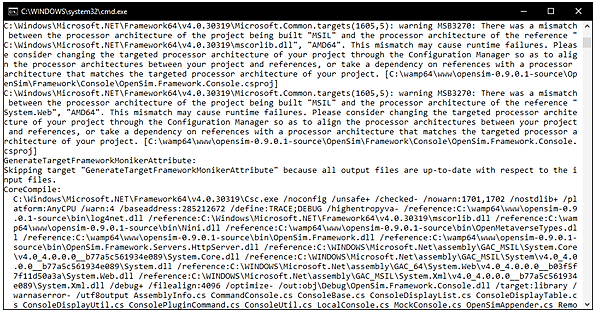 C:\WINDOWS\system32\cmd.exe
C:\Windows\Microsoft.NET\Framework64\v4.0.30319\Microsoft.Common.targets(1605,5): warning MSB3270: There was a mismatch
between the processor architecture of the project being built "MSIL" and the processor architecture of the reference "
C:\Windows\Microsoft.NET\Framework64\v4.0.30319\mscorlib.dll", "AMD64". This mismatch may cause runtime failures. Pleas
e consider changing the targeted processor architecture of your project through the Configuration Manager so as to alig
n the processor architectures between your project and references, or take a dependency on references with a processor
architecture that matches the targeted processor architecture of your project. [C:\wamp64\www\opensim-0.9.0.1-source\Op
enSim\Framework\Console\OpenSim.Framework.Console.csproj]
C:\Windows\Microsoft.NET\Framework64\v4.0.30319\Microsoft.Common.targets(1605,5): warning MSB3270: There was a mismatch
between the processor architecture of the project being built "MSIL" and the processor architecture of the reference "
System.Web", "AMD64". This mismatch may cause runtime failures. Please consider changing the targeted processor archite
cture of your project through the Configuration Manager so as to align the processor architectures between your project
and references, or take a dependency on references with a processor architecture that matches the targeted processor a
rchitecture of your project. [C:\wamp64\www\opensim-0.9.0.1-source\OpenSim\Framework\Console\OpenSim.Framework.Console.
csproj]
GenerateTargetFrameworkMonikerAttribute:
Skipping target "GenerateTargetFrameworkMonikerAttribute" because all output files are up-to-date with respect to the i
nput files.
CoreCompile:
C:\Windows\Microsoft.NET\Framework64\v4.0.30319\Csc.exe /noconfig /unsafe+ /checked- /nowarn:1701,1702 /nostdlib+ /pl
atform:AnyCPU /warn:4 /baseaddress:285212672 /define:TRACE;DEBUG /highentropyva- /reference:C:\wamp64\www\opensim-0.9
.0.1-source\bin\log4net.dll /reference:C:\Windows\Microsoft.NET\Framework64\v4.0.30319\mscorlib.dll /reference:C:\wam
p64\www\opensim-0.9.0.1-source\bin\Nini.dll /reference:C:\wamp64\www\opensim-0.9.0.1-source\bin\OpenMetaverseTypes.d
ll /reference:C:\wamp64\www\opensim-0.9.0.1-source\bin\OpenSim.Framework.dll /reference:C:\wamp64\www\opensim-0.9.0.1
-source\bin\OpenSim.Framework.Servers.HttpServer.dll /reference:C:\WINDOWS\Microsoft.Net\assembly\GAC_MSIL\System.Core
\v4.0_4.0.0.0__b77a5c561934e089\System.Core.dll /reference:C:\WINDOWS\Microsoft.Net\assembly\GAC_MSIL\System\v4.0_4.0
.0.0__b77a5c561934e089\System.dll /reference:C:\WINDOWS\Microsoft.Net\assembly\GAC_64\System.Web\v4.0_4.0.0.0__b03f5f
7f11d50a3a\System.Web.dll /reference:C:\WINDOWS\Microsoft.Net\assembly\GAC_MSIL\System.Xml\v4.0_4.0.0.0__b77a5c561934
e089\System.Xml.dll /debug+ /filealign:4096 /optimize- /out:obj\Debug\OpenSim.Framework.Console.dll /target:library /
warnaserror- /utf8output AssemblyInfo.cs CommandConsole.cs ConsoleBase.cs ConsoleDisplayList.cs ConsoleDisplayTable.c
s ConsoleDisplayUtil.cs ConsolePluginCommand.cs ConsoleUtil.cs LocalConsole.cs MockConsole.cs OpenSimAppender.cs Remo